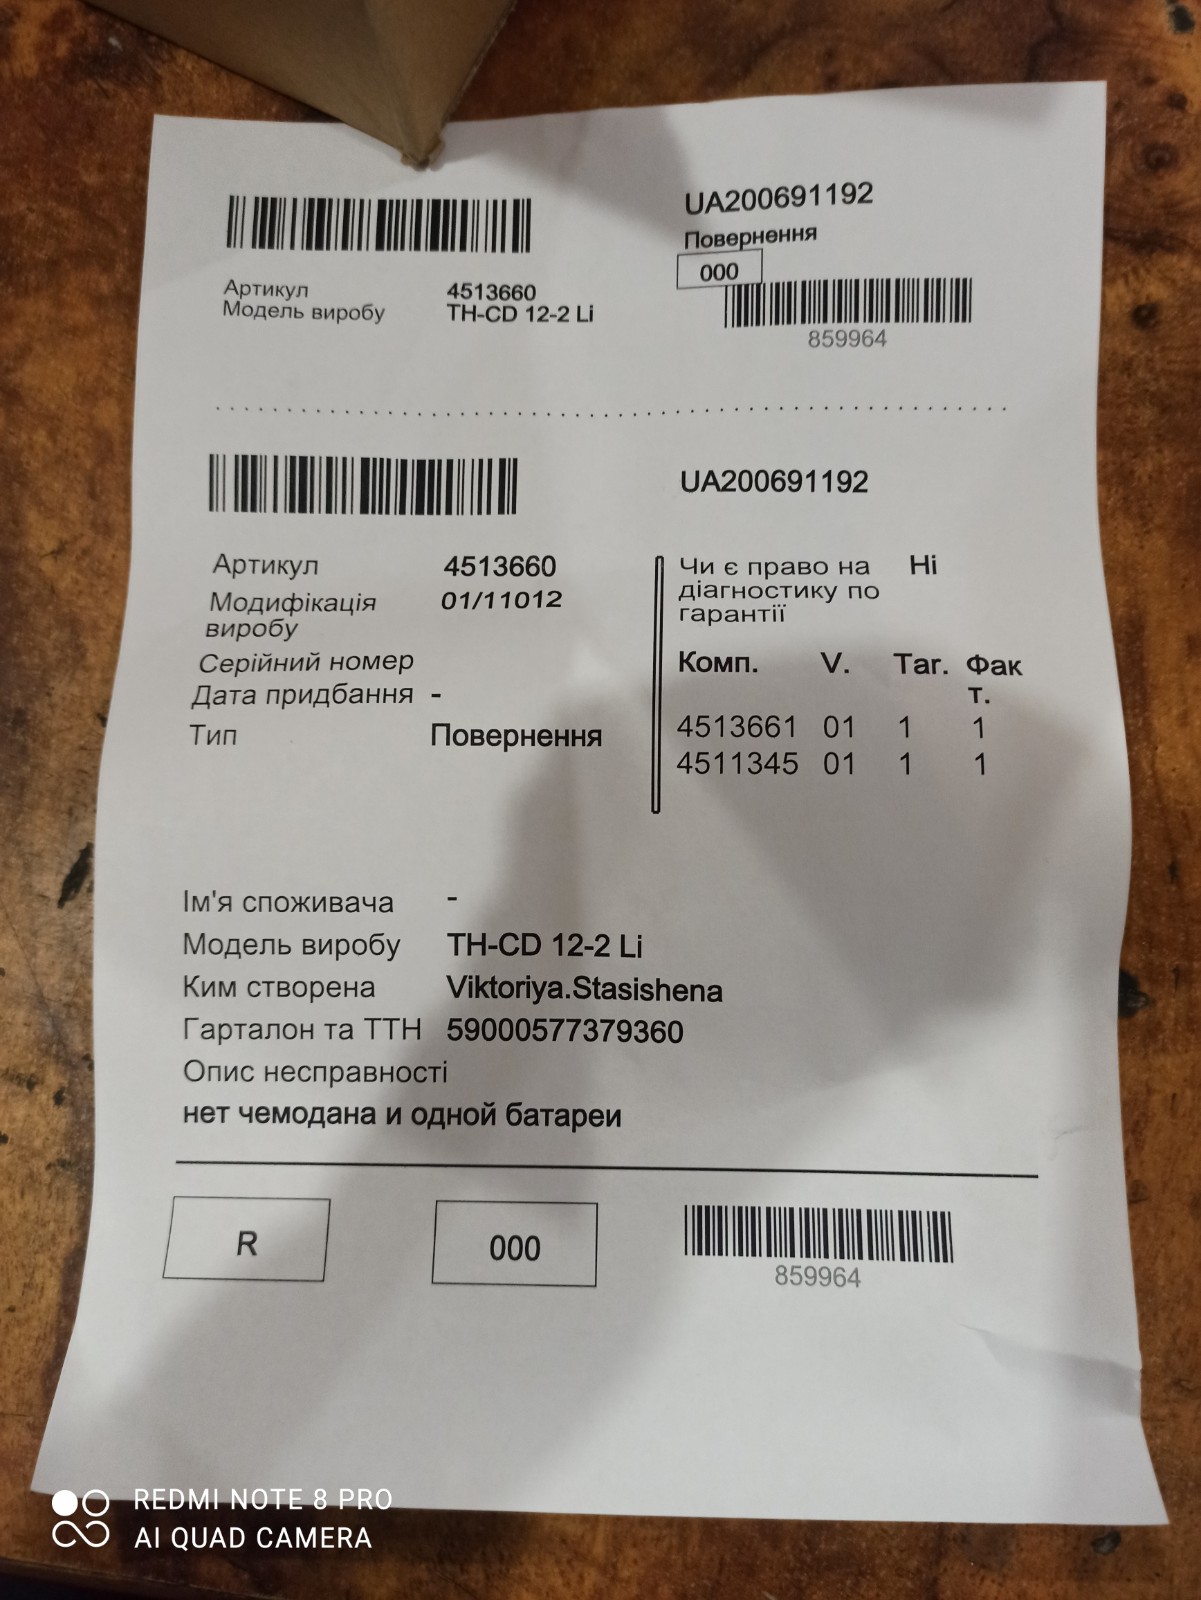 UA200691192
Повернення
000
Артикул 4513660
Модель виробу TH-CD 12-2 Li
859964
UA200691192
Артикул 4513660
Модифікація виробу 01/11012
Серійний номер
Дата придбання -
Тип Повернення
Чи є право на Ні
діагностику по
гарантії
Комп. V. Таг. Фак
т.
4513661 01 1 1
4511345 01 1 1
Ім'я споживача -
Модель виробу TH-CD 12-2 Li
Ким створена Viktoriya.Stasishena
Гарталон та ТТН 59000577379360
Опис несправності
нет чемодана и одной батареи
R 000
859964
REDMI NOTE 8 PRO
AI QUAD CAMERA